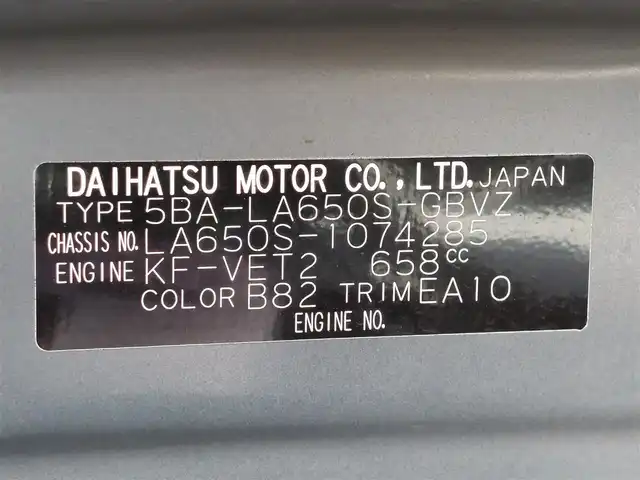 DAIHATSU MOTOR CO., LTD. JAPAN
TYPE 5BA-LA650S-GBVZ
CHASSIS NO. LA650S-1074285
ENGINE KF-VET2 658cc
COLOR B82 TRIM EA10
ENGINE NO.